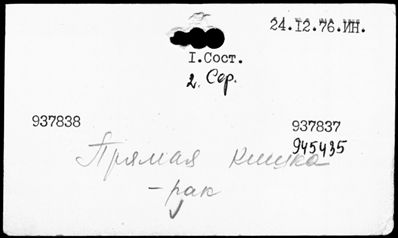 24.12.76.ИН.
I.Сост.
2. Сер.
937838
937837
945435
Прямая кишка
-рак